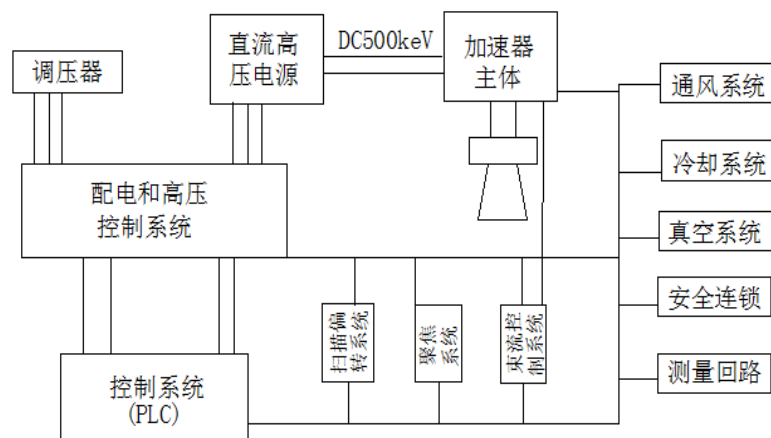 调压器
直流高
压电源
DC500keV
加速器
主体
通风系统
冷却系统
配电和高压
控制系统
真空系统
安全连锁
扫描偏
转系统
聚焦
系统
束流控
制系统
测量回路
控制系统
(PLC)